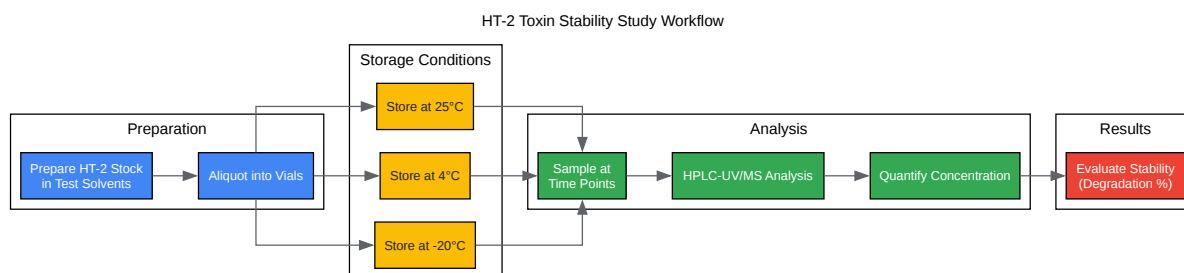 HT-2 Toxin Stability Study Workflow
Preparation
Prepare HT-2 Stock
in Test Solvents
Aliquot into Vials
Storage Conditions
Store at 25°C
Store at 4°C
Store at -20°C
Analysis
Sample at
Time Points
HPLC-UV/MS Analysis
Quantify Concentration
Results
Evaluate Stability
(Degradation %)